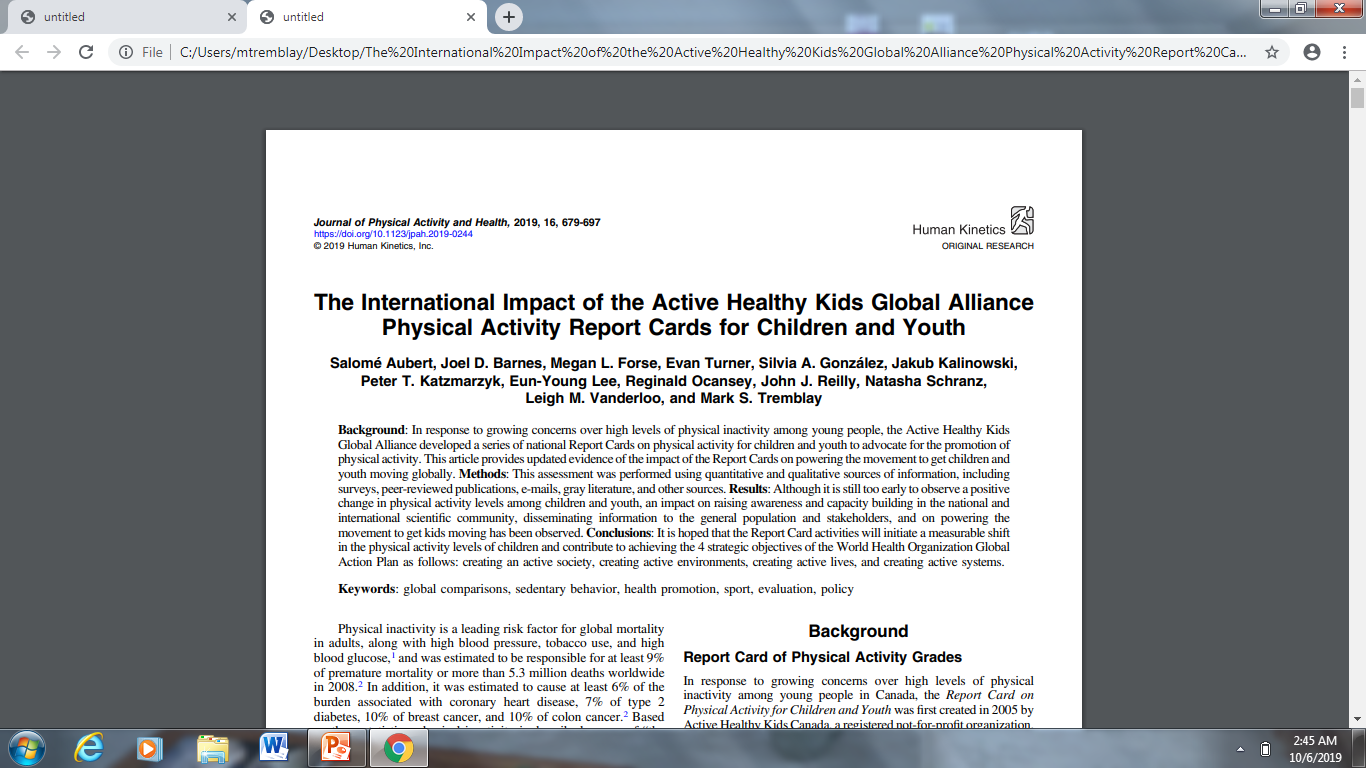 untitled
untitled
File
C:/Users/mtremblay/Desktop/The%20International%20Impact%20of%20the%20Active%20Healthy%20Kids%20Global%20Alliance%20Physical%20Activity%20Report%20Ca...
Journal of Physical Activity and Health, 2019, 16, 679-697
https://doi.org/10.1123/jpah.2019-0244
© 2019 Human Kinetics, Inc.
Human Kinetics
ORIGINAL RESEARCH
The International Impact of the Active Healthy Kids Global Alliance
Physical Activity Report Cards for Children and Youth
Salomé Aubert, Joel D. Barnes, Megan L. Forse, Evan Turner, Silvia A. González, Jakub Kalinowski,
Peter T. Katzmarzyk, Eun-Young Lee, Reginald Ocansey, John J. Reilly, Natasha Schranz,
Leigh M. Vanderloo, and Mark S. Tremblay
Background: In response to growing concerns over high levels of physical inactivity among young people, the Active Healthy Kids
Global Alliance developed a series of national Report Cards on physical activity for children and youth to advocate for the promotion of
physical activity. This article provides updated evidence of the impact of the Report Cards on powering the movement to get children and
youth moving globally. Methods: This assessment was performed using quantitative and qualitative sources of information, including
surveys, peer-reviewed publications, e-mails, gray literature, and other sources. Results: Although it is still too early to observe a positive
change in physical activity levels among children and youth, an impact on raising awareness and capacity building in the national and
international scientific community, disseminating information to the general population and stakeholders, and on powering the
movement to get kids moving has been observed. Conclusions: It is hoped that the Report Card activities will initiate a measurable shift
in the physical activity levels of children and contribute to achieving the 4 strategic objectives of the World Health Organization Global
Action Plan as follows: creating an active society, creating active environments, creating active lives, and creating active systems.
Keywords: global comparisons, sedentary behavior, health promotion, sport, evaluation, policy
Physical inactivity is a leading risk factor for global mortality
in adults, along with high blood pressure, tobacco use, and high
blood glucose,1 and was estimated to be responsible for at least 9%
of premature mortality or more than 5.3 million deaths worldwide
in 2008.2 In addition, it was estimated to cause at least 6% of the
burden associated with coronary heart disease, 7% of type 2
diabetes, 10% of breast cancer, and 10% of colon cancer.2 Based
Background
Report Card of Physical Activity Grades
In response to growing concerns over high levels of physical
inactivity among young people in Canada, the Report Card on
Physical Activity for Children and Youth was first created in 2005 by
Active Healthy Kids Canada, a registered not-for-profit organization,
2:45 AM
10/6/2019